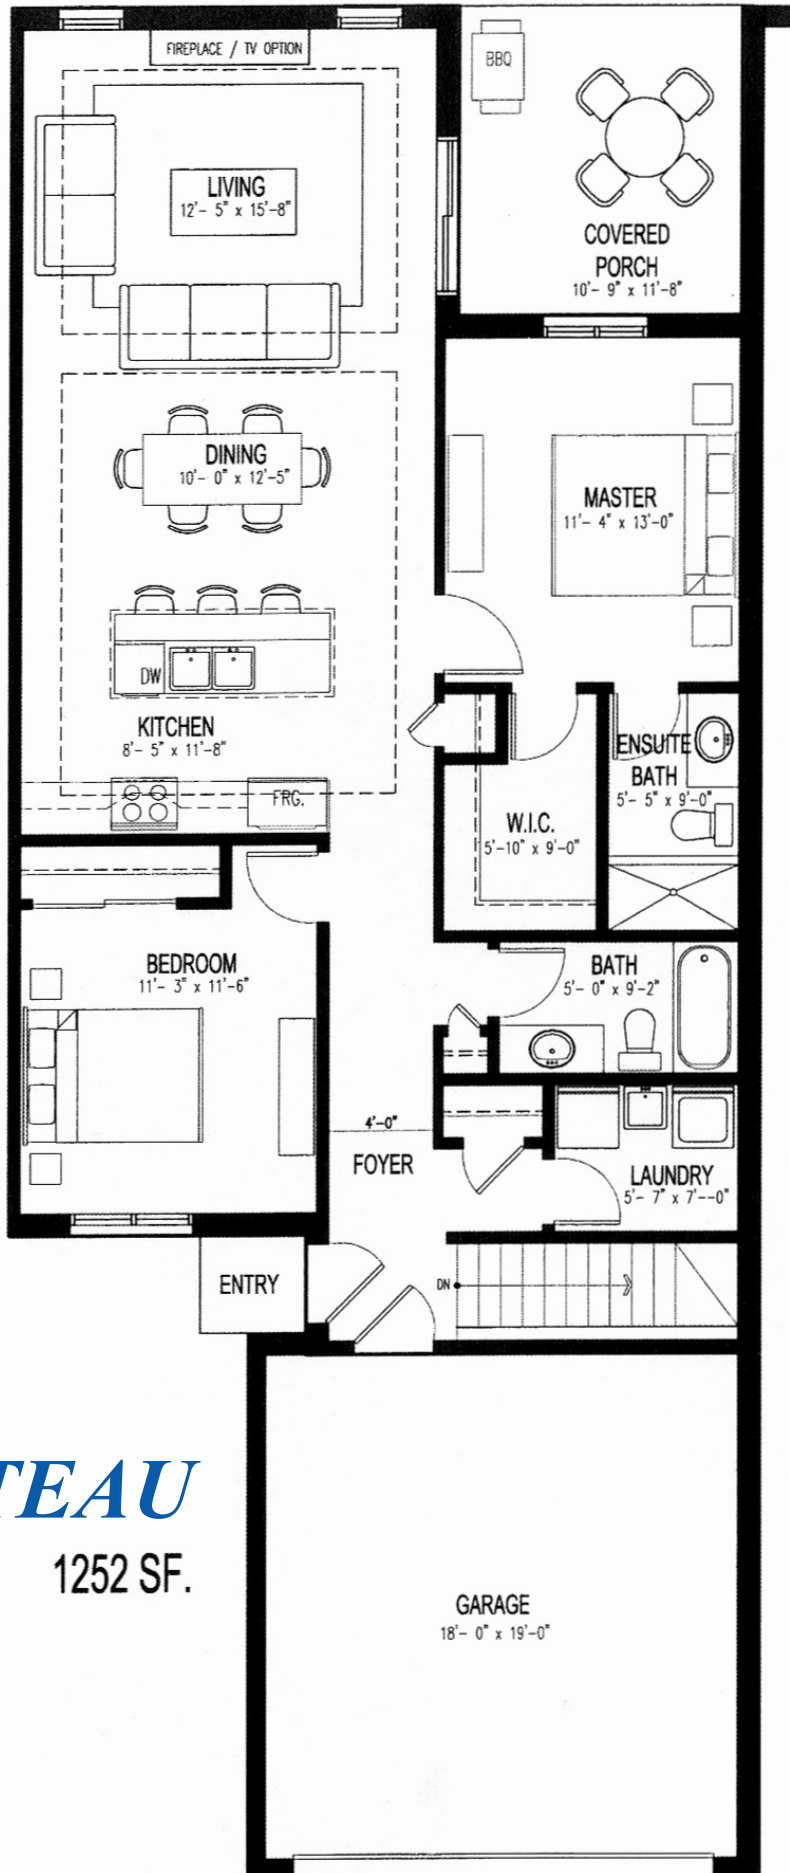 FIREPLACE / TV OPTION
BBQ
LIVING
12'- 5" x 15'-8"
COVERED
PORCH
10'- 9" x 11'-8"
DINING
10'- 0" x 12'-5"
MASTER
11'- 4" x 13'-0"
DW
KITCHEN
8'- 5" x 11'-8"
FRG.
ENSUITE
BATH
5'- 5" x 9'-0"
W.I.C.
5'-10" x 9'-0"
BEDROOM
11'- 3" x 11'-6"
BATH
5'- 0" x 9'-2"
4'-0"
FOYER
LAUNDRY
5'- 7" x 7'--0"
ENTRY
DN
TEAU
1252 SF.
GARAGE
18'- 0" x 19'-0"